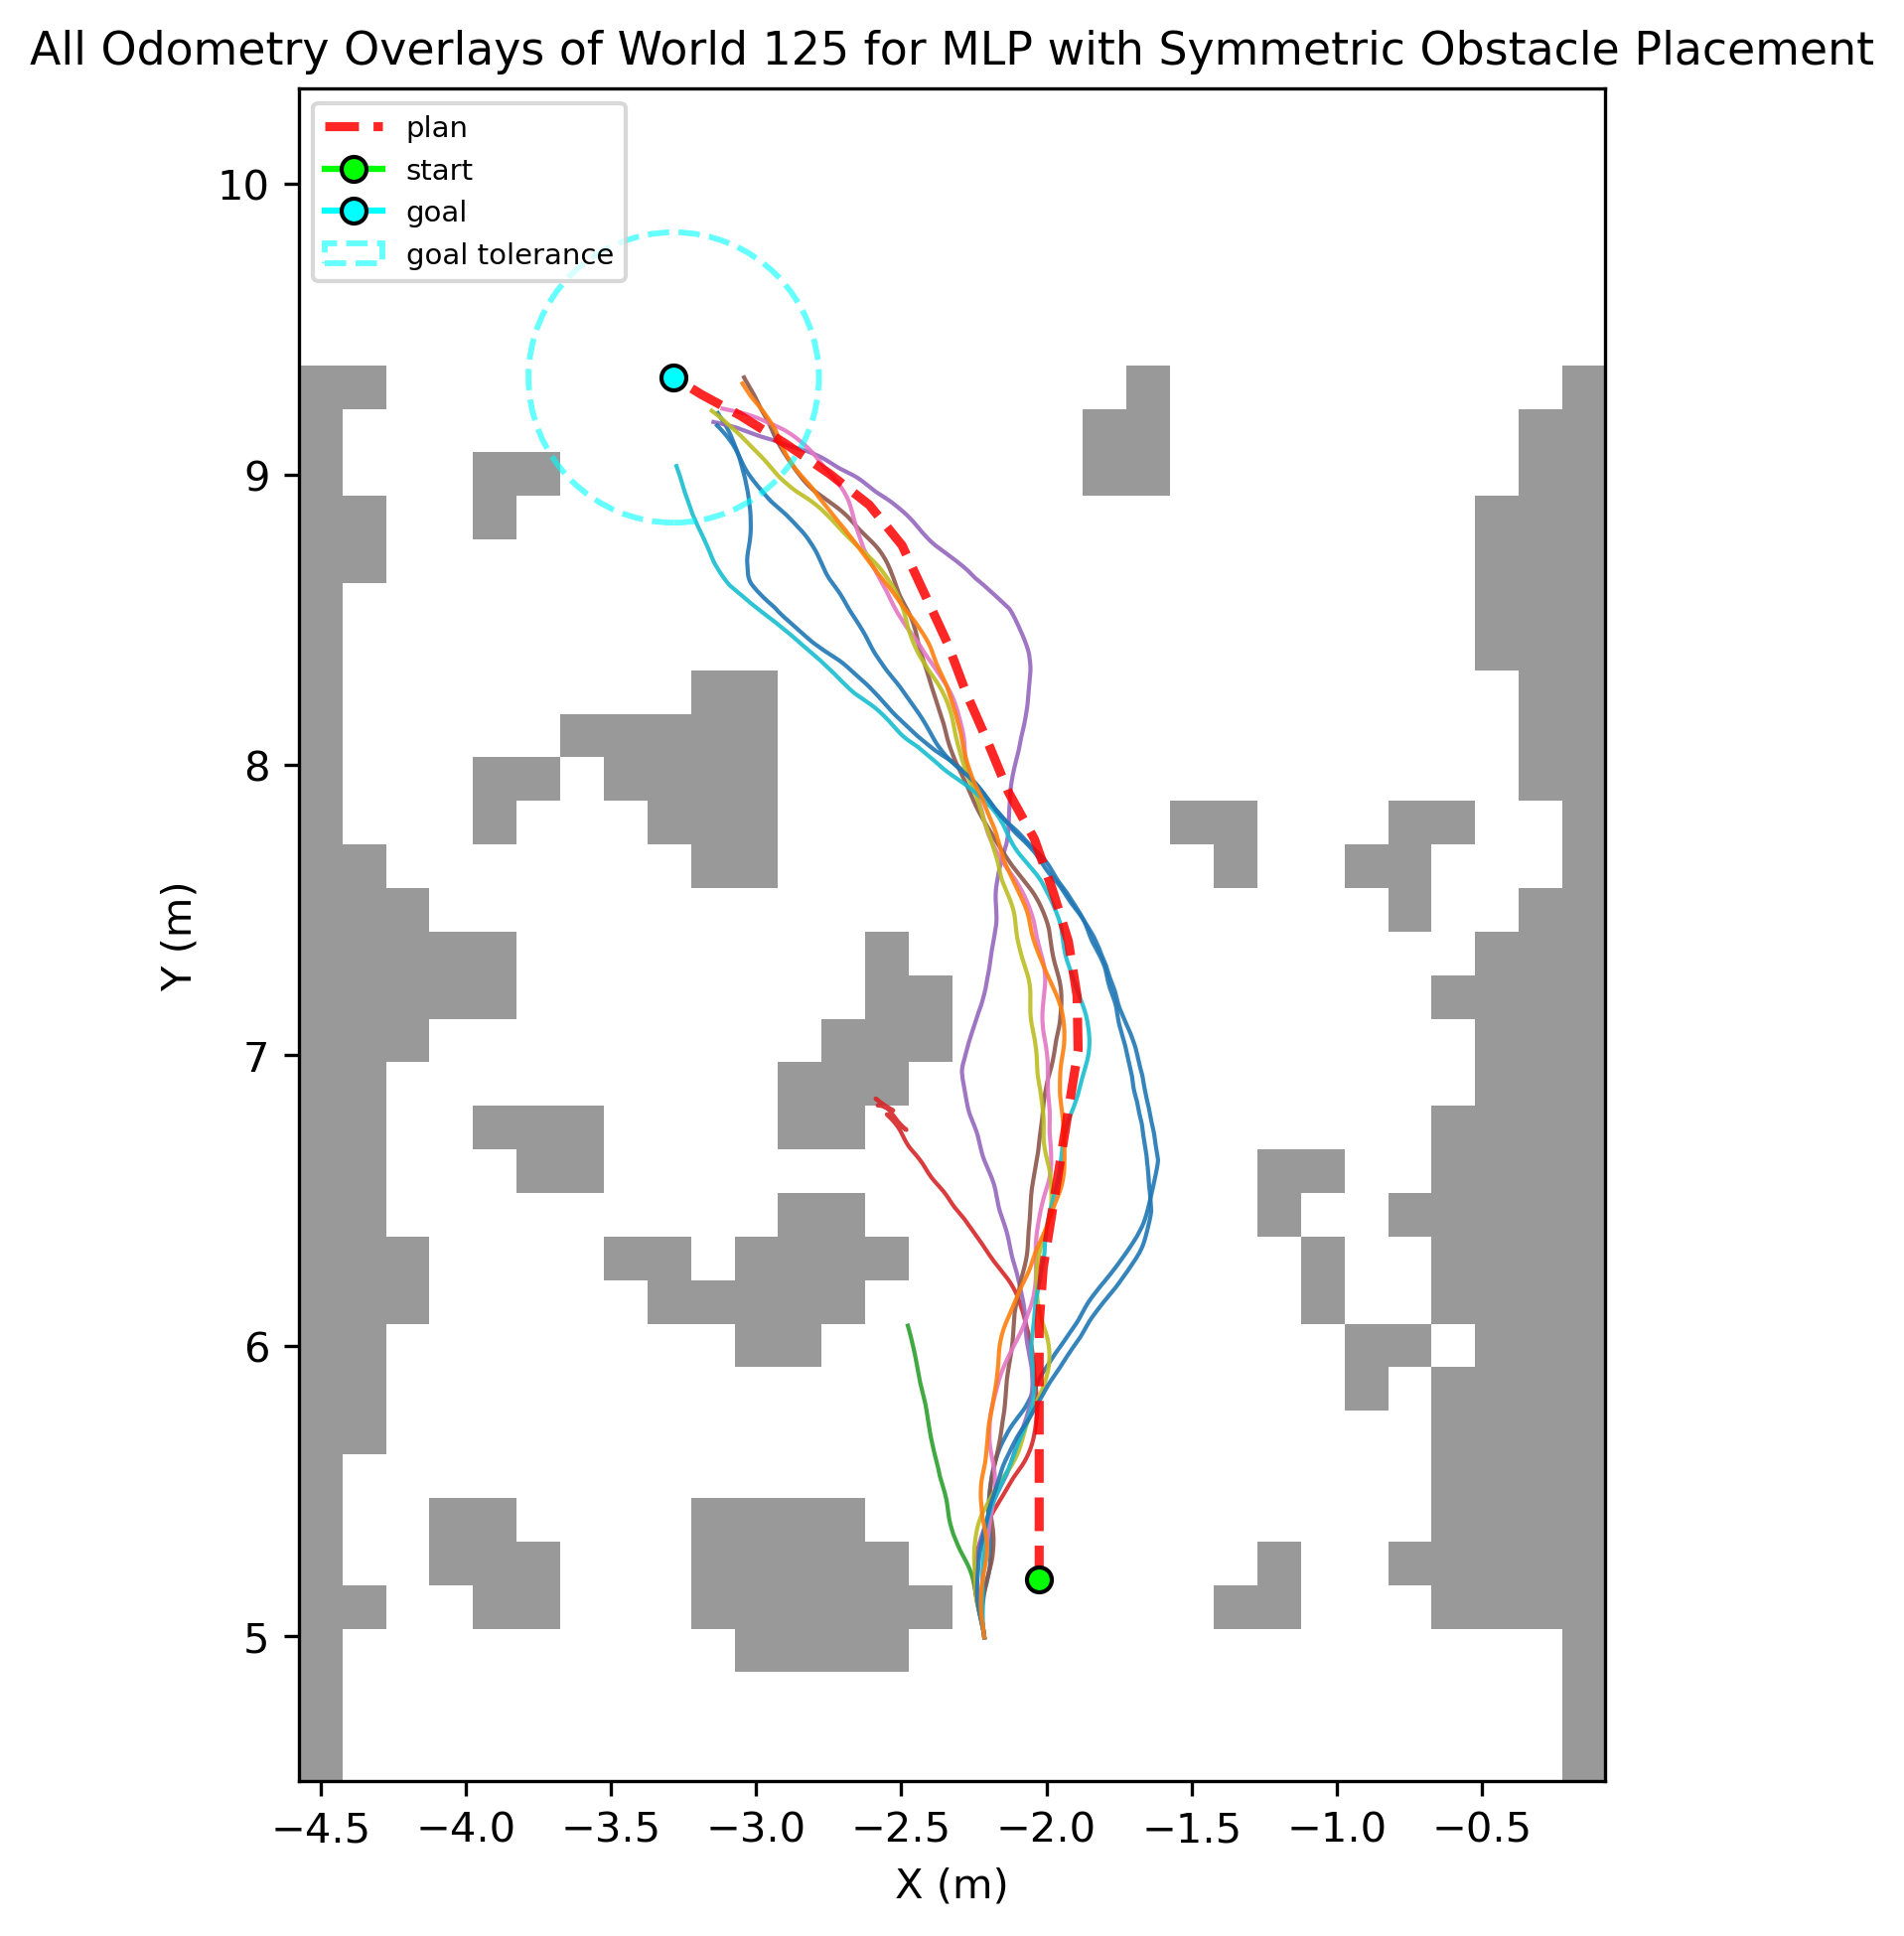 All Odometry Overlays of World 125 for MLP with Symmetric Obstacle Placement
plan
start
goal
goal tolerance
10
9
8
7
6
5
Y (m)
−4.5 −4.0 −3.5 −3.0 −2.5 −2.0 −1.5 −1.0 −0.5
X (m)